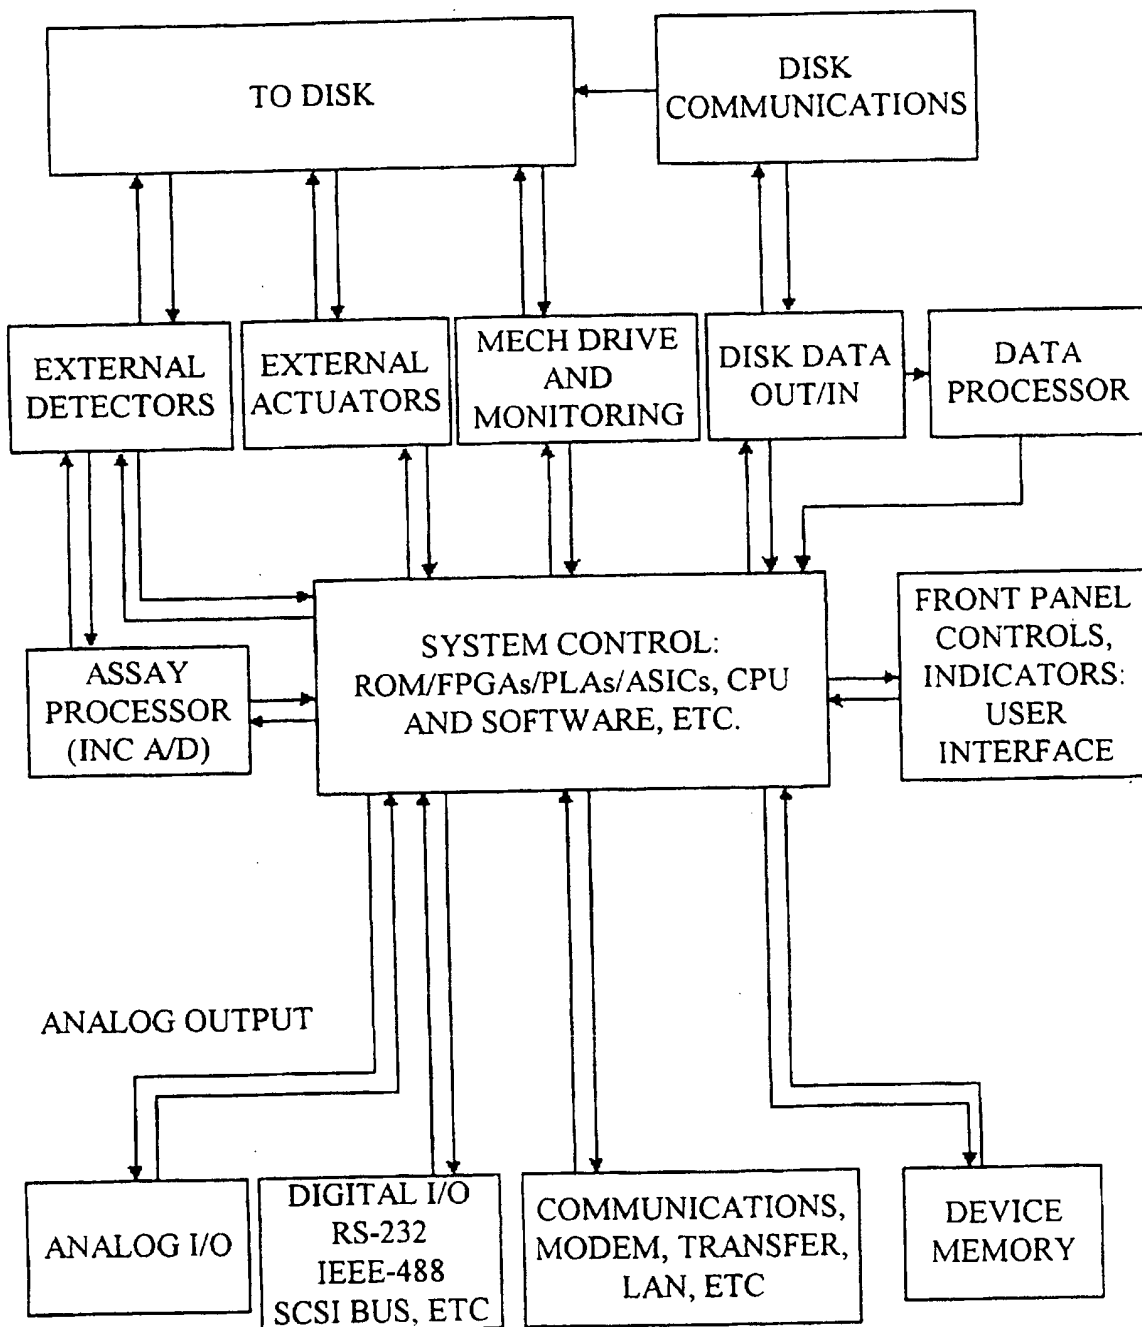 TO DISK
DISK
COMMUNICATIONS
EXTERNAL
DETECTORS
EXTERNAL
ACTUATORS
MECH DRIVE
AND
MONITORING
DISK DATA
OUT/IN
DATA
PROCESSOR
ASSAY
PROCESSOR
(INC A/D)
SYSTEM CONTROL:
ROM/FPGAs/PLAs/ASICs, CPU
AND SOFTWARE, ETC.
FRONT PANEL
CONTROLS,
INDICATORS:
USER
INTERFACE
ANALOG OUTPUT
ANALOG I/O
DIGITAL I/O
RS-232
IEEE-488
SCSI BUS, ETC
COMMUNICATIONS,
MODEM, TRANSFER,
LAN, ETC
DEVICE
MEMORY